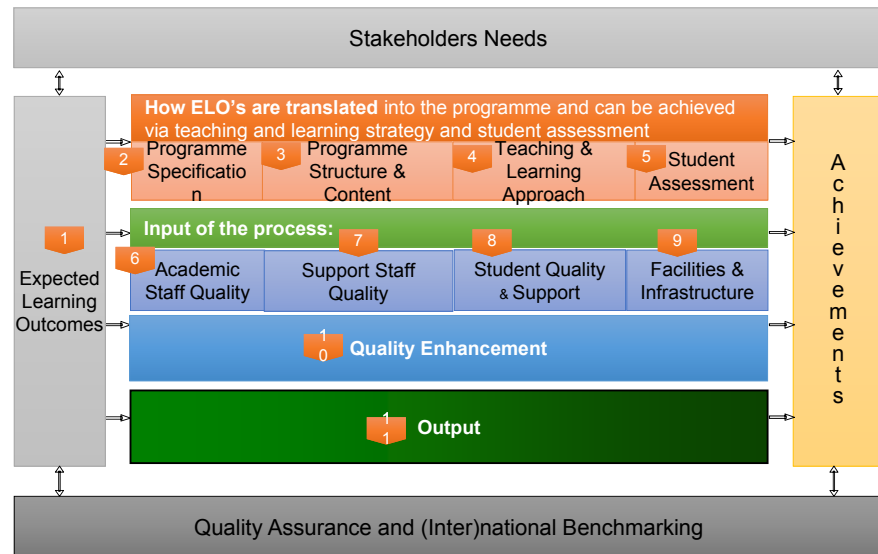 Stakeholders Needs
How ELO's are translated into the programme and can be achieved
via teaching and learning strategy and student assessment
2
Programme
Specificatio
n
3
Programme
Structure &
Content
4
Teaching &
Learning
Approach
5
Student
Assessment
1
Expected
Learning
Outcomes
Input of the process:
6
Academic
Staff Quality
7
Support Staff
Quality
8
Student Quality
& Support
9
Facilities &
Infrastructure
1
0
Quality Enhancement
1
1
Output
A
c
h
i
e
v
e
m
e
n
t
s
Quality Assurance and (Inter)national Benchmarking